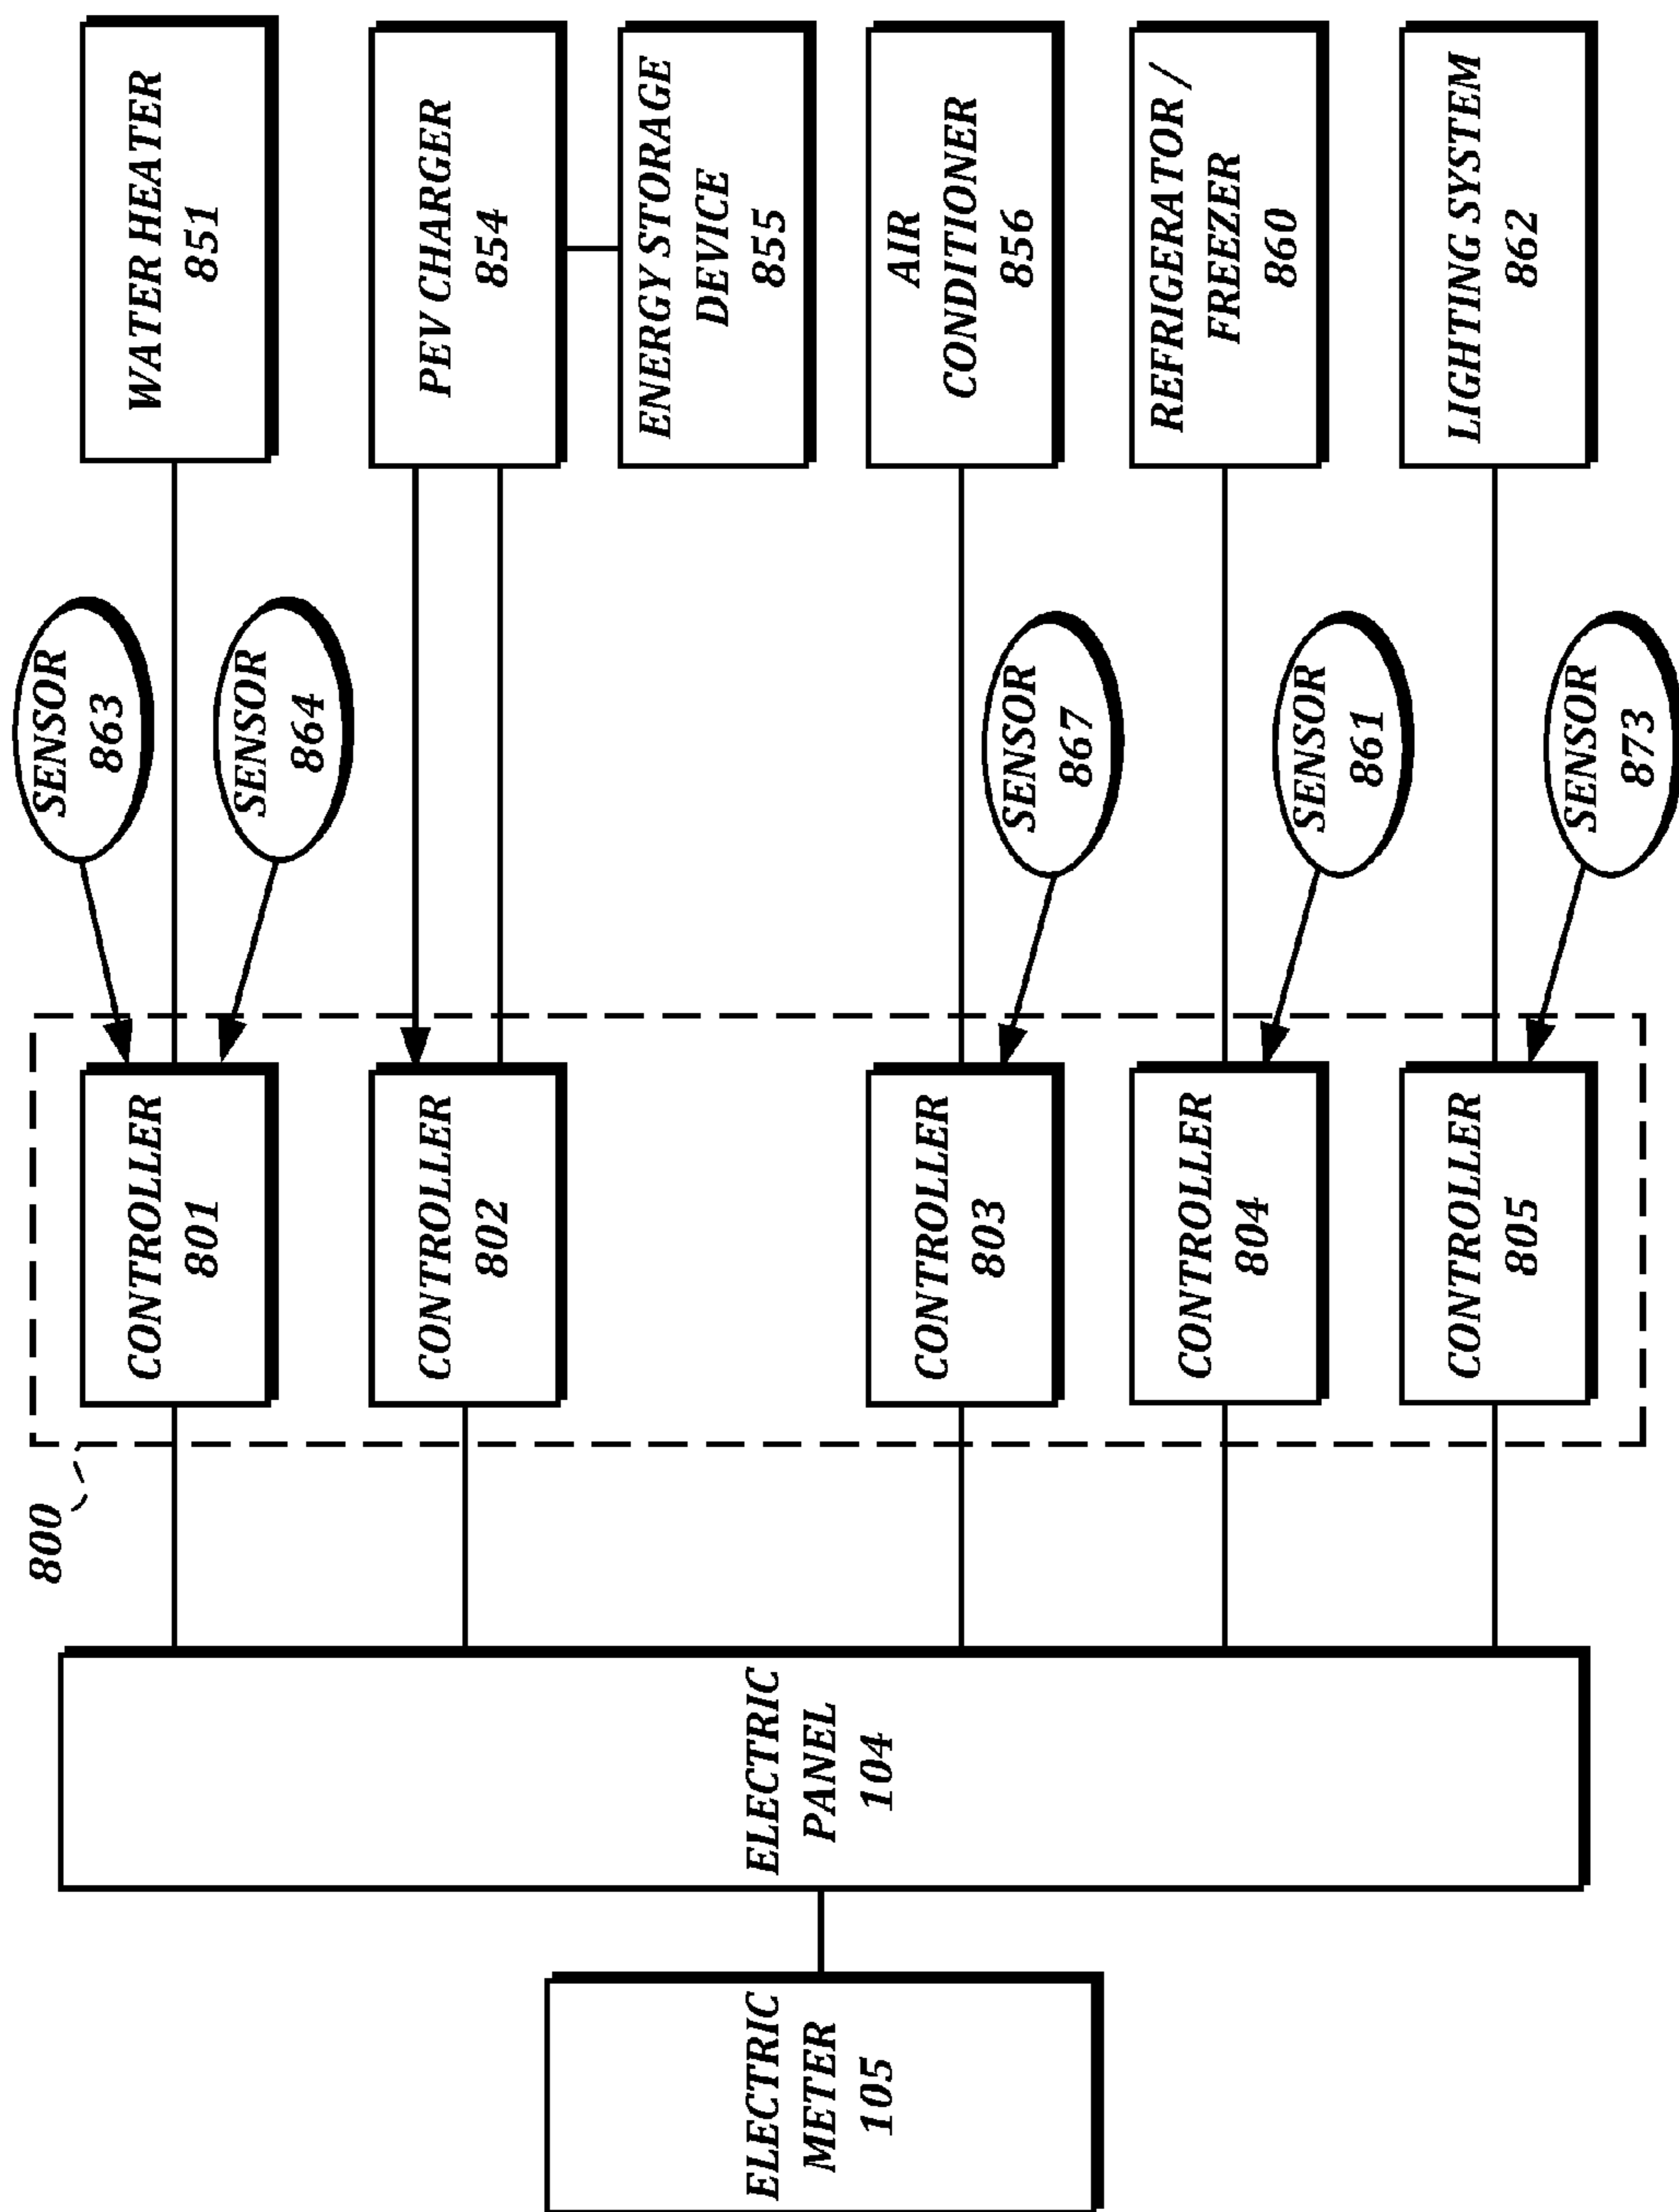 800
ELECTRIC
METER
105
ELECTRIC
PANEL
104
CONTROLLER
801
SENSOR
863
SENSOR
864
WATER HEATER
851
CONTROLLER
802
PEV CHARGER
854
ENERGY STORAGE
DEVICE
855
CONTROLLER
803
SENSOR
867
AIR
CONDITIONER
856
CONTROLLER
804
SENSOR
861
REFRIGERATOR /
FREEZER
860
CONTROLLER
805
SENSOR
873
LIGHTING SYSTEM
862